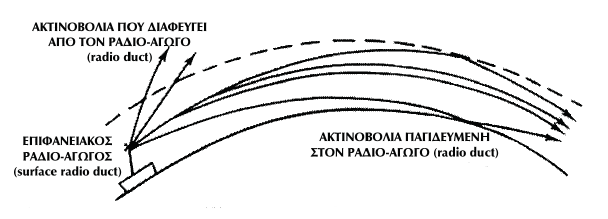 ΑΚΤΙΝΟΒΟΛΙΑ ΠΟΥ ΔΙΑΦΕΥΓΕΙ
ΑΠΟ ΤΟΝ ΡΑΔΙΟ-ΑΓΩΓΟ
(radio duct)
ΕΠΙΦΑΝΕΙΑΚΟΣ
ΡΑΔΙΟ-ΑΓΩΓΟΣ
(surface radio duct)
ΑΚΤΙΝΟΒΟΛΙΑ ΠΑΓΙΔΕΥΜΕΝΗ
ΣΤΟΝ ΡΑΔΙΟ-ΑΓΩΓΟ (radio duct)